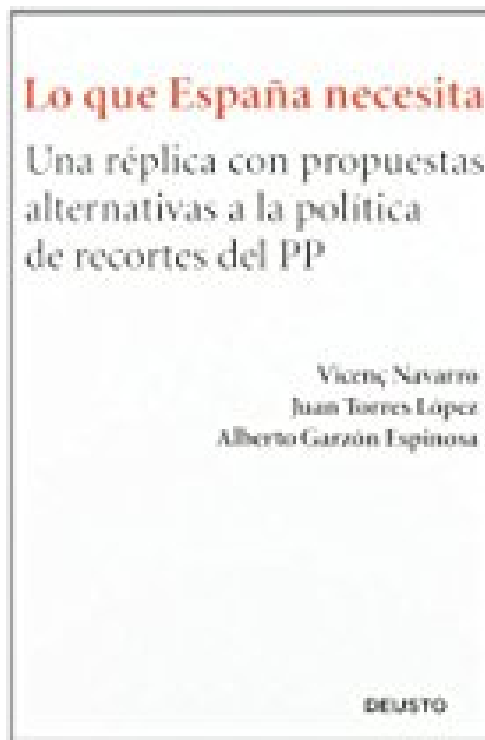 Lo que España necesita
Una réplica con propuestas
alternativas a la política
de recortes del PP
Vicenç Navarro
Juan Torres López
Alberto Garzón Espinosa
DEUSTO